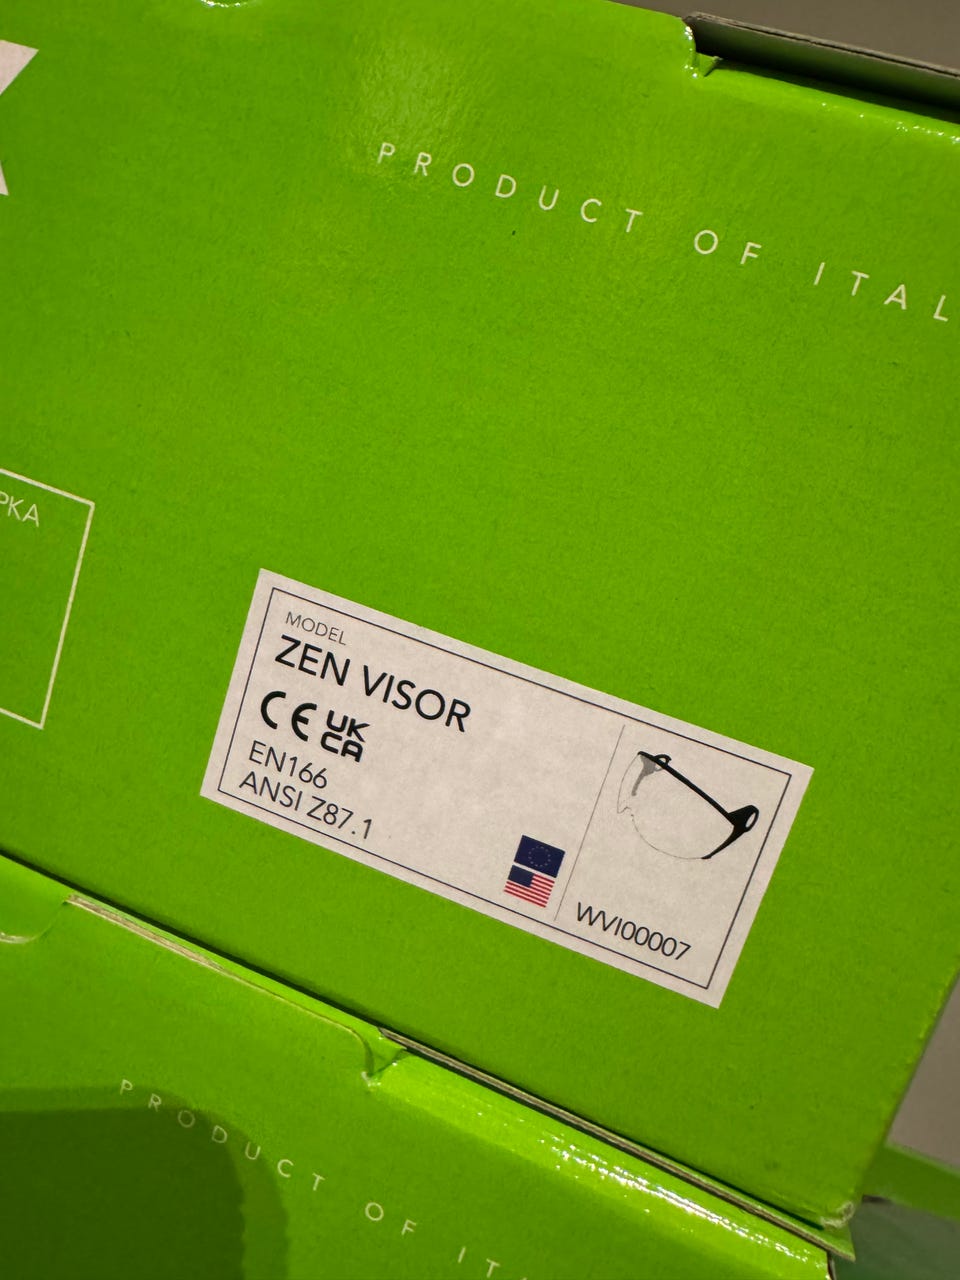 PRODUCT OF ITAL
PKA
MODEL
ZEN VISOR
CE UK
CA
EN166
ANSI Z87.1
WVI00007
PRODUCT OF IT